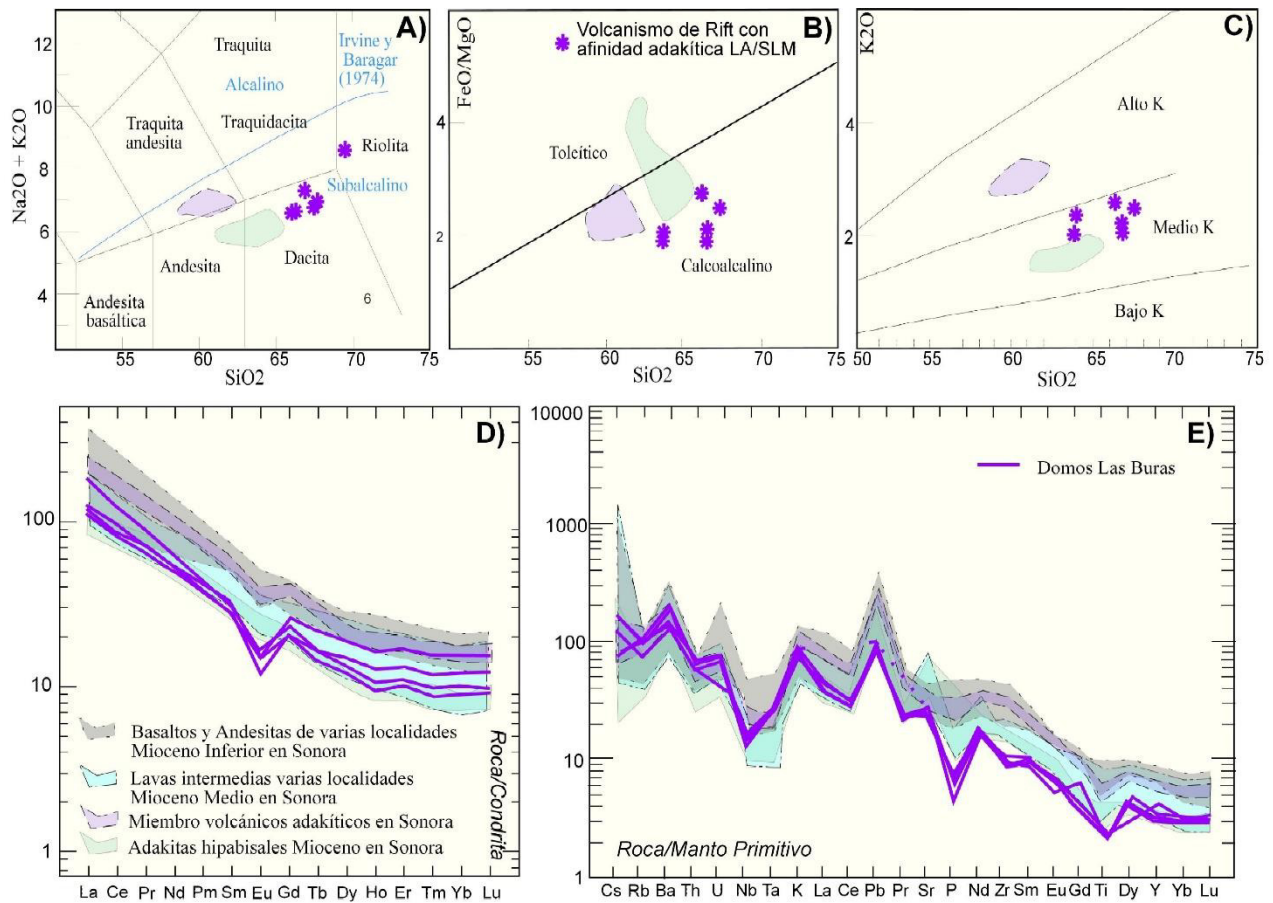 A)
12
10
8
6
4
Na2O + K2O
Traquita
Alcalino
Irvine y
Baragar
(1974)
Traquita
andesita
Traquidacita
Riolita
Subalcalino
Andesita
Dacita
Andesita
basáltica
6
55
60
65
70
75
SiO2
B)
Volcanismo de Rift con
afinidad adakítica LA/SLM
FeO/MgO
4
2
Toleítico
Calcoalcalino
55
60
65
70
75
SiO2
C)
K2O
4
2
Alto K
Medio K
Bajo K
50
55
60
65
70
75
SiO2
D)
100
10
1
Roca/Condrita
Basaltos y Andesitas de varias localidades
Mioceno Inferior en Sonora
Lavas intermedias varias localidades
Mioceno Medio en Sonora
Miembro volcánicos adakíticos en Sonora
Adakitas hipabisales Mioceno en Sonora
La Ce Pr Nd Pm Sm Eu Gd Tb Dy Ho Er Tm Yb Lu
E)
10000
1000
100
10
1
Domos Las Buras
Roca/Manto Primitivo
Cs Rb Ba Th U Nb Ta K La Ce Pb Pr Sr P Nd Zr Sm Eu Gd Ti Dy Y Yb Lu